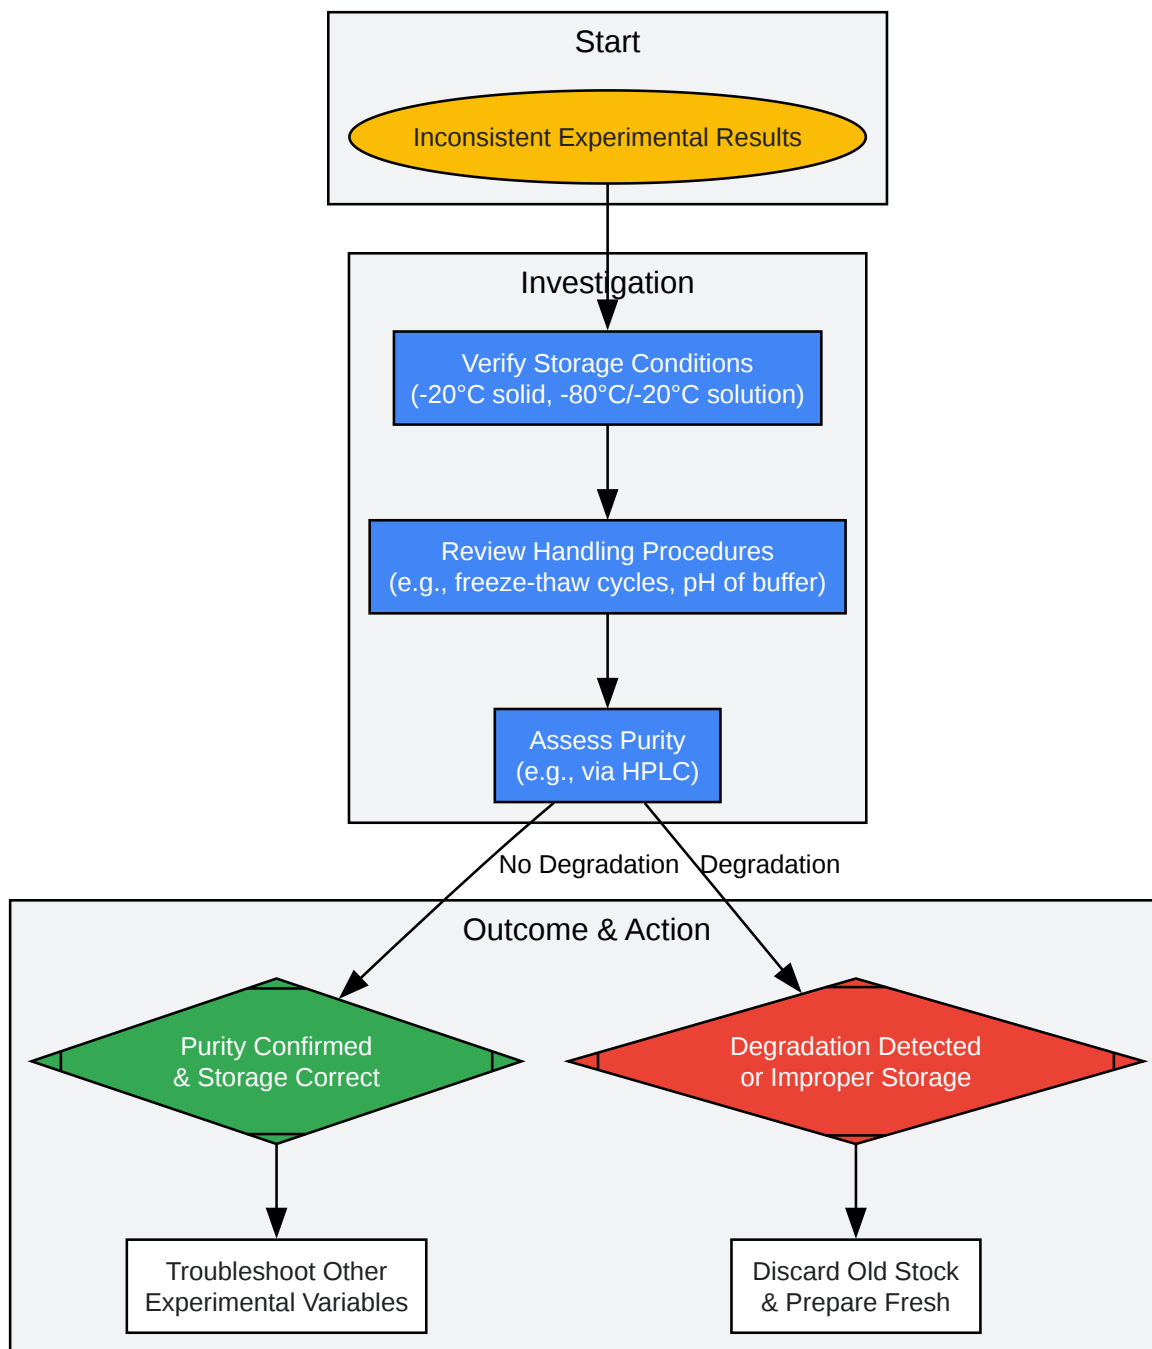 Start
Inconsistent Experimental Results
Investigation
Verify Storage Conditions
(-20°C solid, -80°C/-20°C solution)
Review Handling Procedures
(e.g., freeze-thaw cycles, pH of buffer)
Assess Purity
(e.g., via HPLC)
No Degradation
Degradation
Outcome & Action
Purity Confirmed
& Storage Correct
Degradation Detected
or Improper Storage
Troubleshoot Other
Experimental Variables
Discard Old Stock
& Prepare Fresh